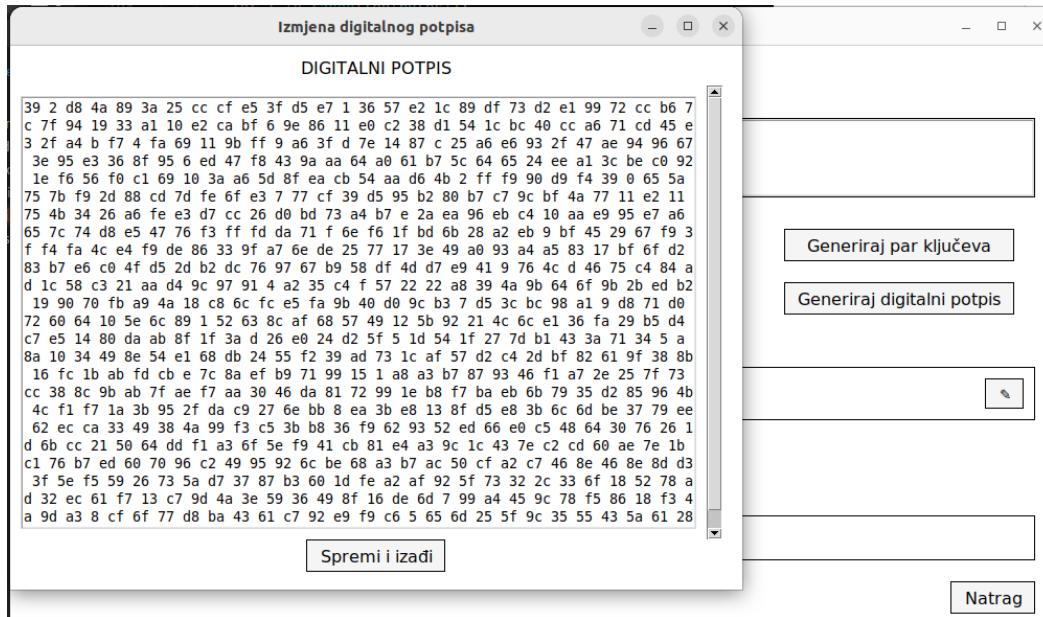 Izmjena digitalnog potpisa
DIGITALNI POTPIS
39 2 d8 4a 89 3a 25 cc cf e5 3f d5 e7 1 36 57 e2 1c 89 df 73 d2 e1 99 72 cc b6 7
c 7f 94 19 33 a1 10 e2 ca bf 6 9e 86 11 e0 c2 38 d1 54 1c bc 40 cc a6 71 cd 45 e
3 2f a4 b f7 4 fa 69 11 9b ff 9 a6 3f d 7e 14 87 c 25 a6 e6 93 2f 47 ae 94 96 67
3e 95 e3 36 8f 95 6 ed 47 f8 43 9a aa 64 a0 61 b7 5c 64 65 24 ee a1 3c be c0 92
1e f6 56 f0 c1 69 10 3a a6 5d 8f ea cb 54 aa d6 4b 2 ff f9 90 d9 f4 39 0 65 5a
75 7b f9 2d 88 cd 7d fe 6f e3 7 77 cf 39 d5 95 b2 80 b7 c7 9c bf 4a 77 11 e2 11
75 4b 34 26 a6 fe e3 d7 cc 26 d0 bd 73 a4 b7 e 2a ea 96 eb c4 10 aa e9 95 e7 a6
65 7c 74 d8 e5 47 76 f3 ff fd da 71 f 6e f6 1f bd 6b 28 a2 eb 9 bf 45 29 67 f9 3
f f4 fa 4c e4 f9 de 86 33 9f a7 6e de 25 77 17 3e 49 a0 93 a4 a5 83 17 bf 6f d2
83 b7 e6 c0 4f d5 2d b2 dc 76 97 67 b9 58 df 4d d7 e9 41 9 76 4c d 46 75 c4 84 a
d 1c 58 c3 21 aa d4 9c 97 91 4 a2 35 c4 f 57 22 22 a8 39 4a 9b 64 6f 9b 2b ed b2
19 90 70 fb a9 4a 18 c8 6c fc e5 fa 9b 40 d9 9c b3 7 d5 3c bc 98 a1 9 d8 71 d0
72 60 64 10 5e 6c 89 1 52 63 8c af 68 57 49 12 5b 92 21 4c 6c e1 36 fa 29 b5 d4
c7 e5 14 80 da ab 8f 1f 3a d 26 e0 24 d2 5f 5 1d 54 1f 27 7d b1 43 3a 71 34 5 a
8a 10 34 49 8e 54 e1 68 db 24 55 f2 39 ad 73 1c af 57 d2 c4 2d bf 82 61 9f 38 8b
16 fc 1b ab fd cb e 7c 8a ef b9 71 99 15 1 a8 a3 b7 87 93 46 f1 a7 2e 25 7f 73
cc 38 8c 9b ab 7f ae f7 aa 30 46 da 81 72 99 1e b8 f7 ba eb 6b 79 35 d2 85 96 4b
4c f1 f7 1a 3b 95 2f da c9 27 6e bb 8 ea 3b e8 13 8f d5 e8 3b 6c 6d be 37 79 ee
62 ec ca 33 49 38 4a 99 f3 c5 3b b8 36 f9 62 93 52 ed 66 e0 c5 48 64 30 76 26 1
d 6b cc 21 50 64 dd f1 a3 6f 5e f9 41 cb 81 e4 a3 9c 1c 43 7e c2 cd 60 ae 7e 1b
c1 76 b7 ed 60 70 96 c2 49 95 92 6c be 68 a3 b7 ac 50 cf a2 c7 46 8e 46 8e 8d d3
3f 5e f5 59 26 73 5a d7 37 87 b3 60 1d fe a2 af 92 5f 73 32 2c 33 6f 18 52 78 a
d 32 ec 61 f7 13 c7 9d 4a 3e 59 36 49 8f 16 de 6d 7 99 a4 45 9c 78 f5 86 18 f3 4
a 9d a3 8 cf 6f 77 d8 ba 43 61 c7 92 e9 f9 c6 5 65 6d 25 5f 9c 35 55 43 5a 61 28
Spremi i izađi
Generiraj par ključeva
Generiraj digitalni potpis
Natrag